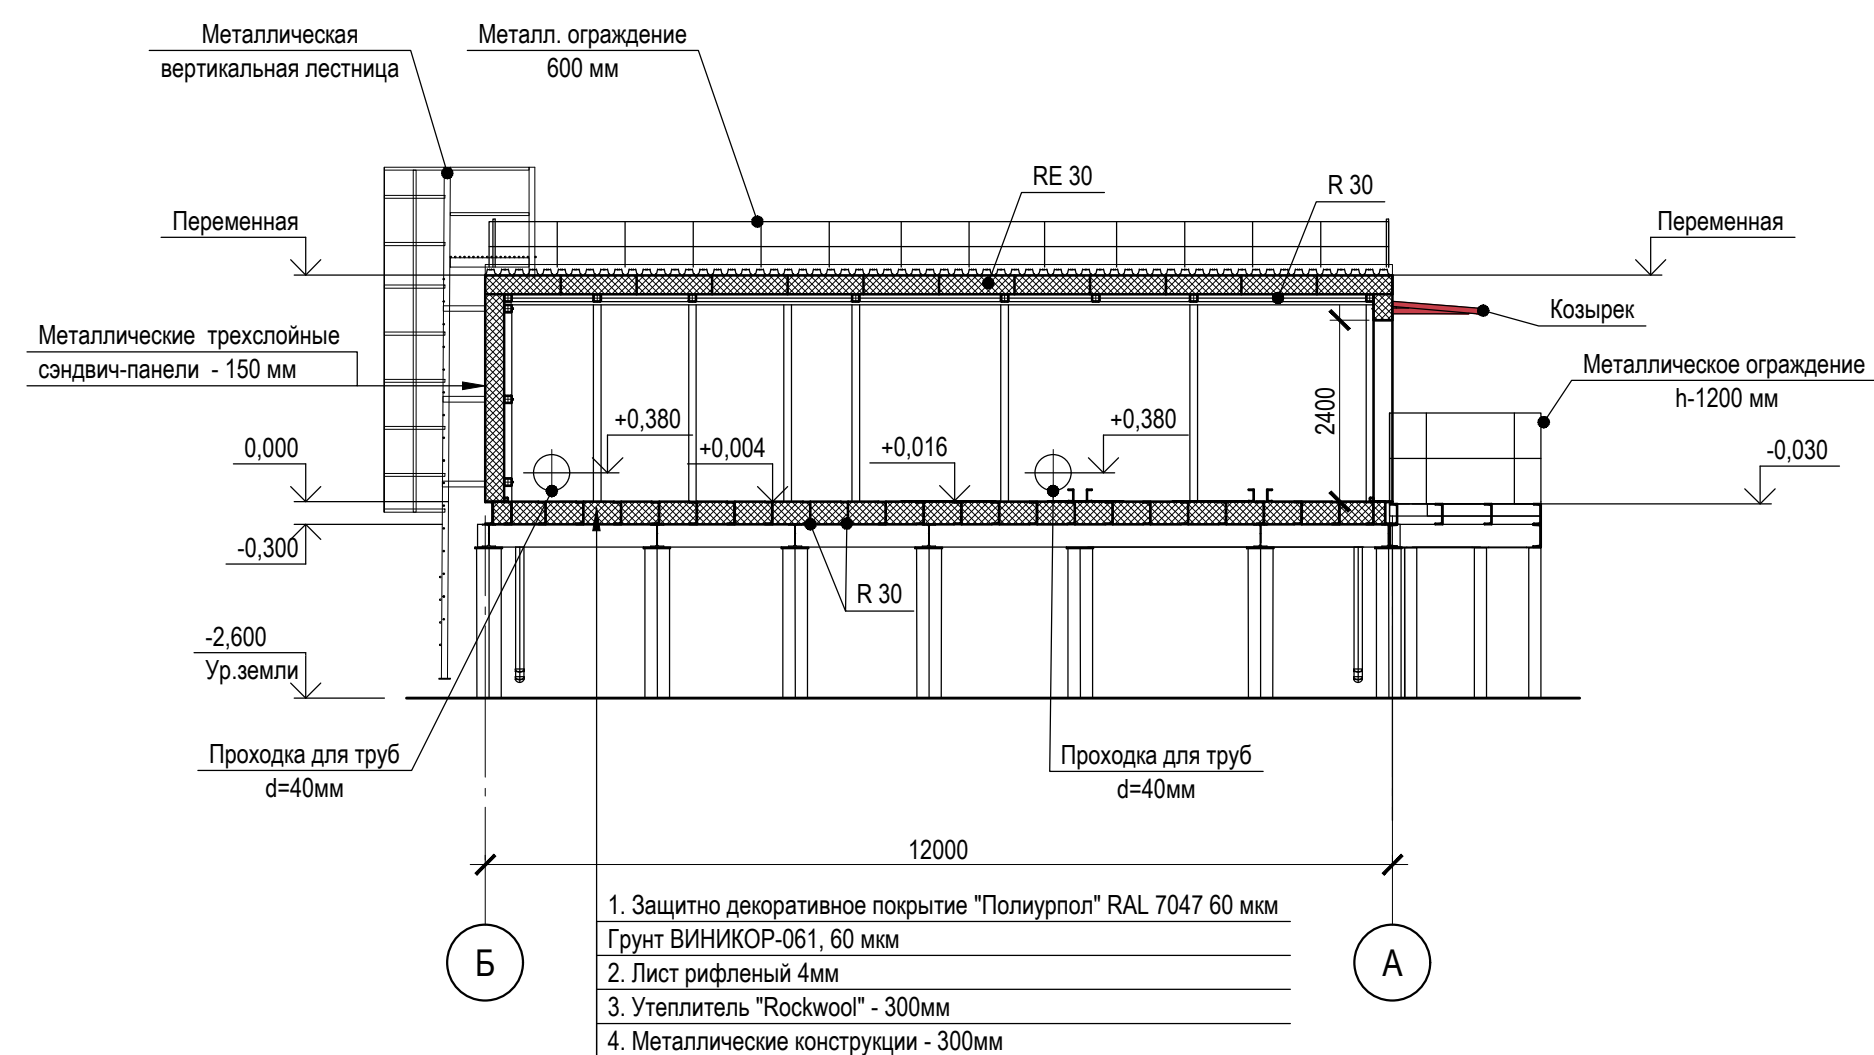 Металлическая
вертикальная лестница
Металл. ограждение
600 мм
RE 30
R 30
Переменная
Переменная
Козырек
Металлические трехслойные
сэндвич-панели - 150 мм
Металлическое ограждение
h-1200 мм
2400
+0,380
+0,380
0,000
+0,004
+0,016
-0,030
-0,300
R 30
-2,600
Ур.земли
Проходка для труб
d=40мм
Проходка для труб
d=40мм
12000
Б
А
1. Защитно декоративное покрытие "Полиурпол" RAL 7047 60 мкм
Грунт ВИНИКОР-061, 60 мкм
2. Лист рифленый 4мм
3. Утеплитель "Rockwool" - 300мм
4. Металлические конструкции - 300мм